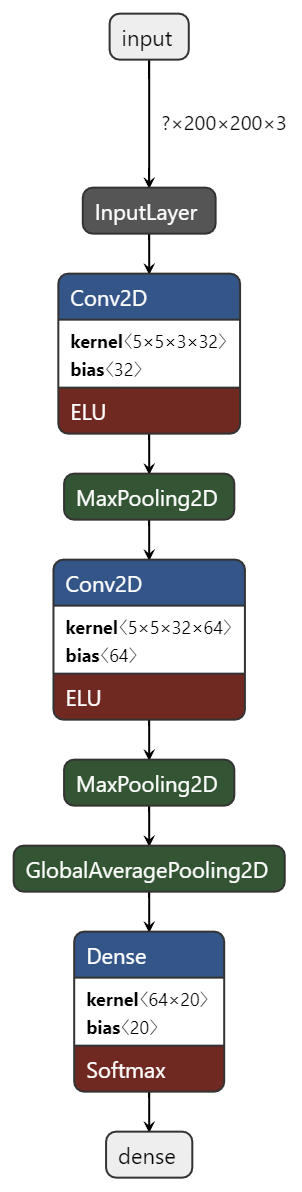 input
?×200×200×3
InputLayer
Conv2D
kernel〈5×5×3×32〉
bias〈32〉
ELU
MaxPooling2D
Conv2D
kernel〈5×5×32×64〉
bias〈64〉
ELU
MaxPooling2D
GlobalAveragePooling2D
Dense
kernel〈64×20〉
bias〈20〉
Softmax
dense